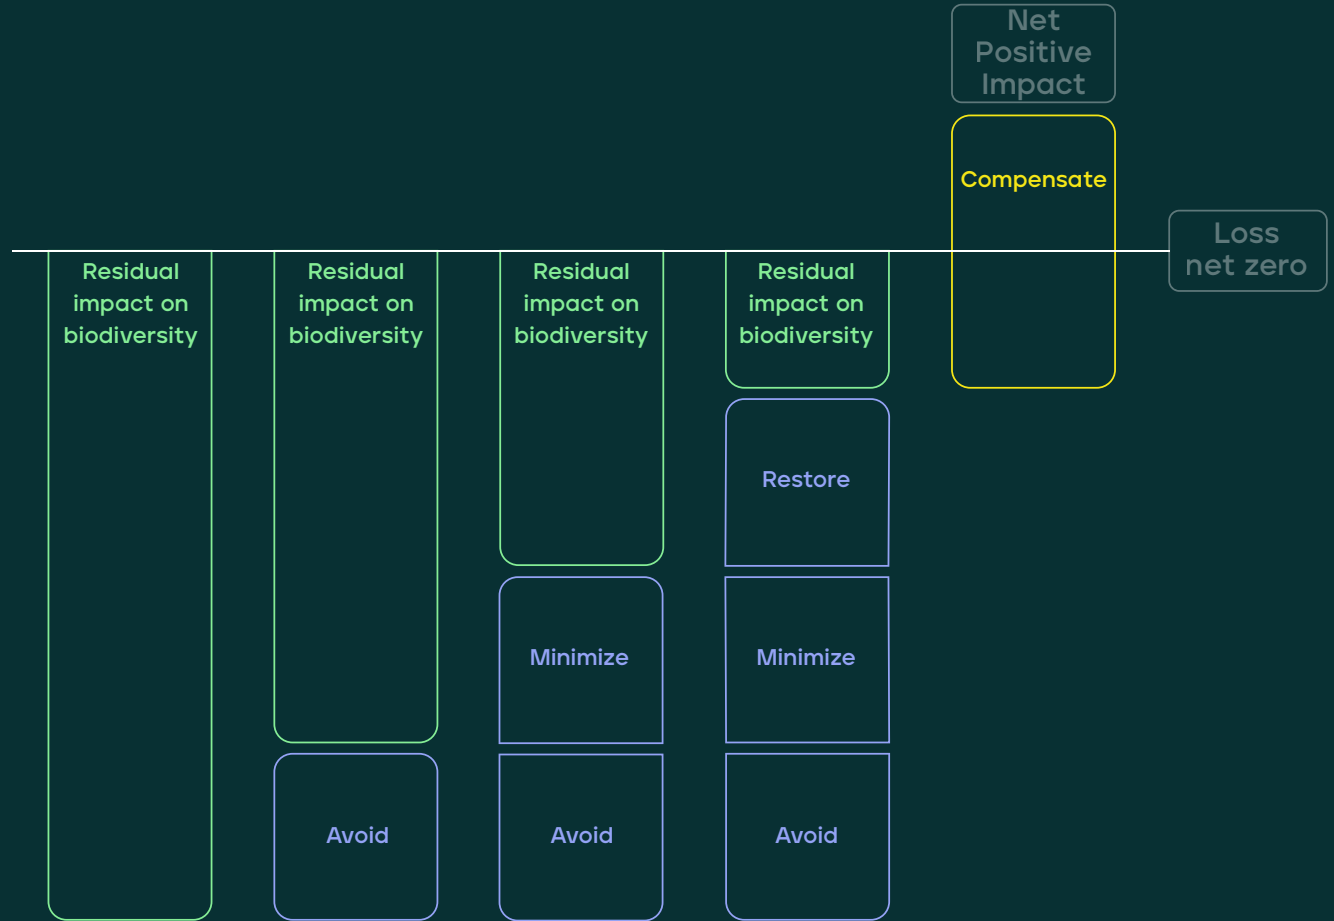 Net
Positive
Impact
Compensate
Loss
net zero
Residual
impact on
biodiversity
Residual
impact on
biodiversity
Residual
impact on
biodiversity
Residual
impact on
biodiversity
Restore
Minimize
Minimize
Avoid
Avoid
Avoid